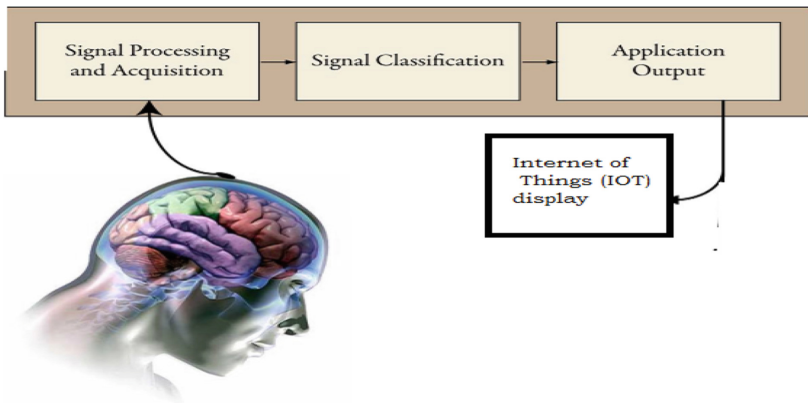 Signal Processing
and Acquisition
Signal Classification
Application
Output
Internet of
Things (IOT)
display